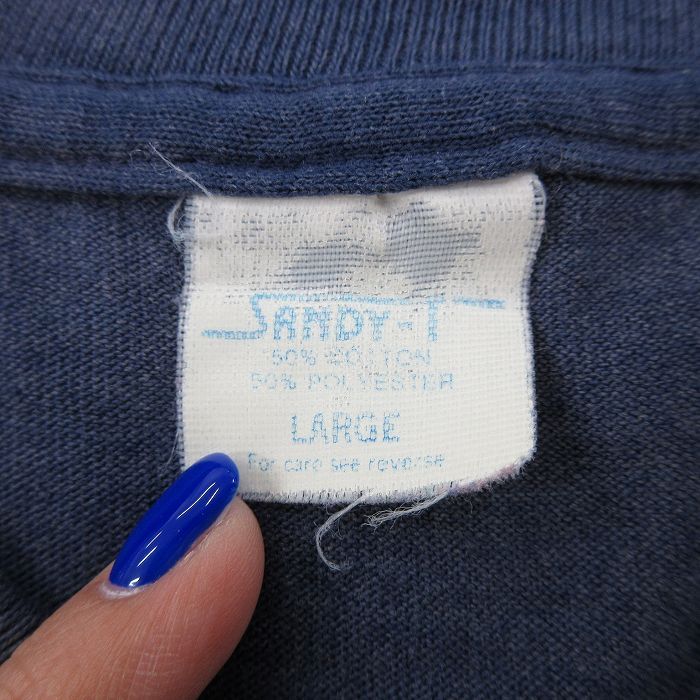 SANDY-T
50% COTTON
50% POLYESTER
LARGE
For care see reverse